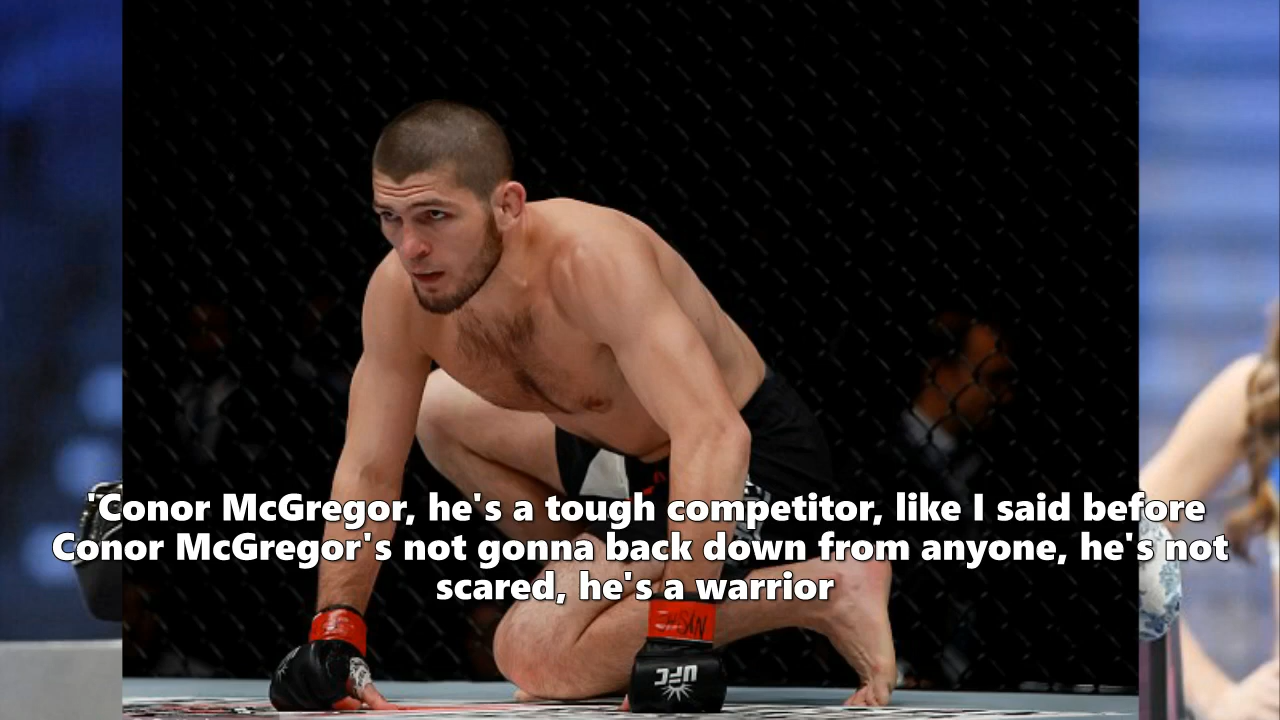 'Conor McGregor, he's a tough competitor, like I said before
Conor McGregor's not gonna back down from anyone, he's not
scared, he's a warrior
UFC